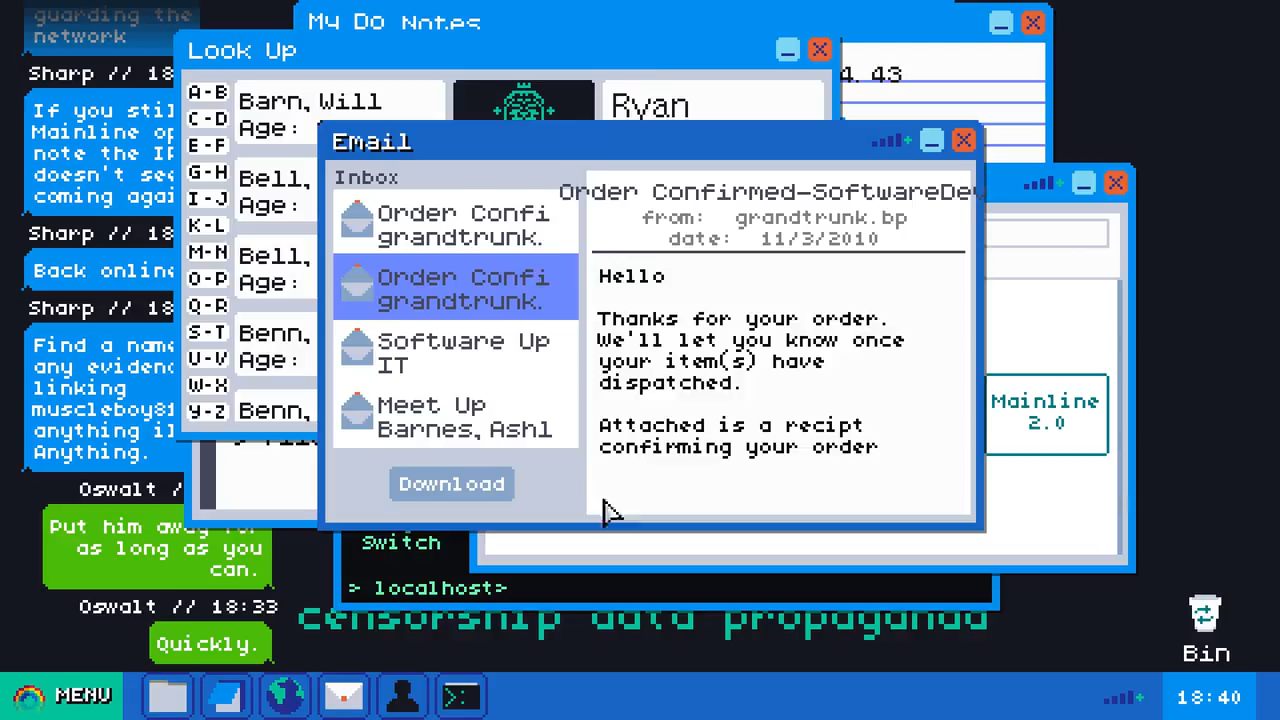 guarding the
network
Sharp // 18
If you stil
Mainline op
note the IP
doesn't see
coming agai
Sharp // 18
Back online
Sharp // 18
Find a name
any evidenc
linking
muscleboy81
anything il
Anything.
Oswalt /
Put him away for
as long as you
can.
Oswalt // 18:33
Quickly.
My Do Notes
4. 43
Look Up
A-B
C-D
E-F
G-H
I-J
K-L
M-N
O-P
Q-R
S-T
U-V
W-X
Y-Z
Barn, Will
Age:
Bell,
Age:
Bell,
Age:
Benn,
Age:
Benn,
Ryan
Email
Inbox
Order Confi
grandtrunk.
Order Confi
grandtrunk.
Software Up
IT
Meet Up
Barnes, Ashl
Download
Order Confirmed-SoftwareDev
from: grandtrunk.bp
date: 11/3/2010
Hello
Thanks for your order.
We'll let you know once
your item(s) have
dispatched.
Attached is a recipt
confirming your order
Mainline
2.0
Switch
> localhost>
censorship data propaganda
Bin
MENU
18:40